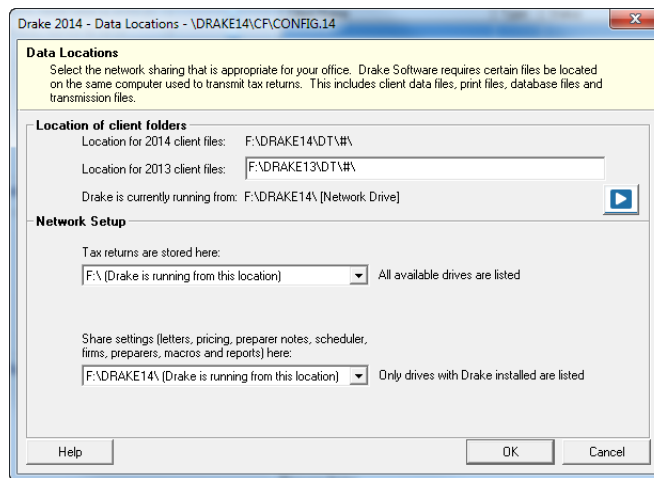 Drake 2014 - Data Locations - \DRAKE14\CF\CONFIG.14
Data Locations
Select the network sharing that is appropriate for your office. Drake Software requires certain files be located
on the same computer used to transmit tax returns. This includes client data files, print files, database files and
transmission files.
Location of client folders
Location for 2014 client files: F:\DRAKE14\DT\#\
Location for 2013 client files: F:\DRAKE13\DT\#\
Drake is currently running from: F:\DRAKE14\ [Network Drive]
Network Setup
Tax returns are stored here:
F:\ (Drake is running from this location) All available drives are listed
Share settings (letters, pricing, preparer notes, scheduler,
firms, preparers, macros and reports) here:
F:\DRAKE14\ (Drake is running from this location) Only drives with Drake installed are listed
Help OK Cancel